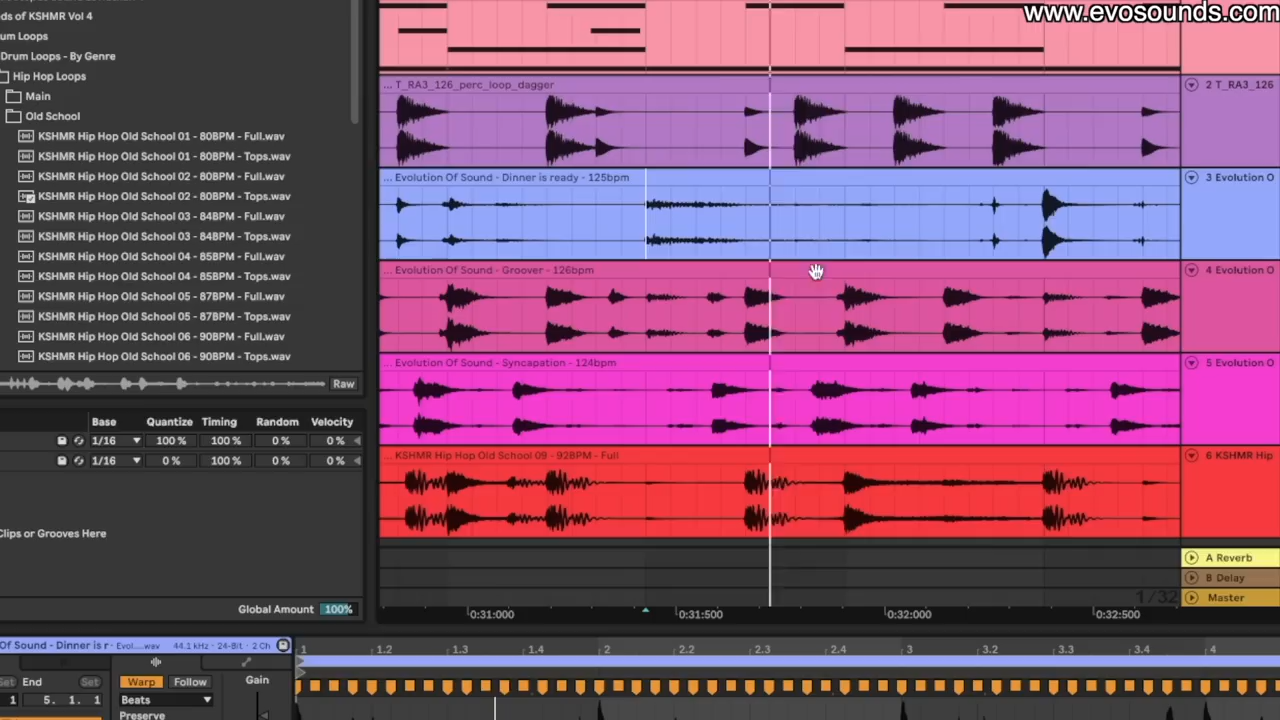 www.evosounds.com
ds of KSHMR Vol 4
um Loops
Drum Loops - By Genre
Hip Hop Loops
Main
Old School
KSHMR Hip Hop Old School 01 - 80BPM - Full.wav
KSHMR Hip Hop Old School 01 - 80BPM - Tops.wav
KSHMR Hip Hop Old School 02 - 80BPM - Full.wav
KSHMR Hip Hop Old School 02 - 80BPM - Tops.wav
KSHMR Hip Hop Old School 03 - 84BPM - Full.wav
KSHMR Hip Hop Old School 03 - 84BPM - Tops.wav
KSHMR Hip Hop Old School 04 - 85BPM - Full.wav
KSHMR Hip Hop Old School 04 - 85BPM - Tops.wav
KSHMR Hip Hop Old School 05 - 87BPM - Full.wav
KSHMR Hip Hop Old School 05 - 87BPM - Tops.wav
KSHMR Hip Hop Old School 06 - 90BPM - Full.wav
KSHMR Hip Hop Old School 06 - 90BPM - Tops.wav
Raw
Base Quantize Timing Random Velocity
1/16 100 % 100 % 0 % 0 %
1/16 0 % 100 % 0 % 0 %
Clips or Grooves Here
Global Amount 100%
... T_RA3_126_perc_loop_dagger
2 T_RA3_126
... Evolution Of Sound - Dinner is ready - 125bpm
3 Evolution O
... Evolution Of Sound - Groover - 126bpm
4 Evolution O
... Evolution Of Sound - Syncapation - 124bpm
5 Evolution O
... KSHMR Hip Hop Old School 09 - 92BPM - Full
6 KSHMR Hip
A Reverb
B Delay
1/32 Master
0:31:000 0:31:500 0:32:000 0:32:500
Of Sound - Dinner is r - Evol....wav 44.1 kHz - 24-Bit - 2 Ch
1 1.2 1.3 1.4 2 2.2 2.3 2.4 3 3.2 3.3 3.4 4
Set End Set Warp Follow Gain
1 5. 1. 1 Beats
Preserve